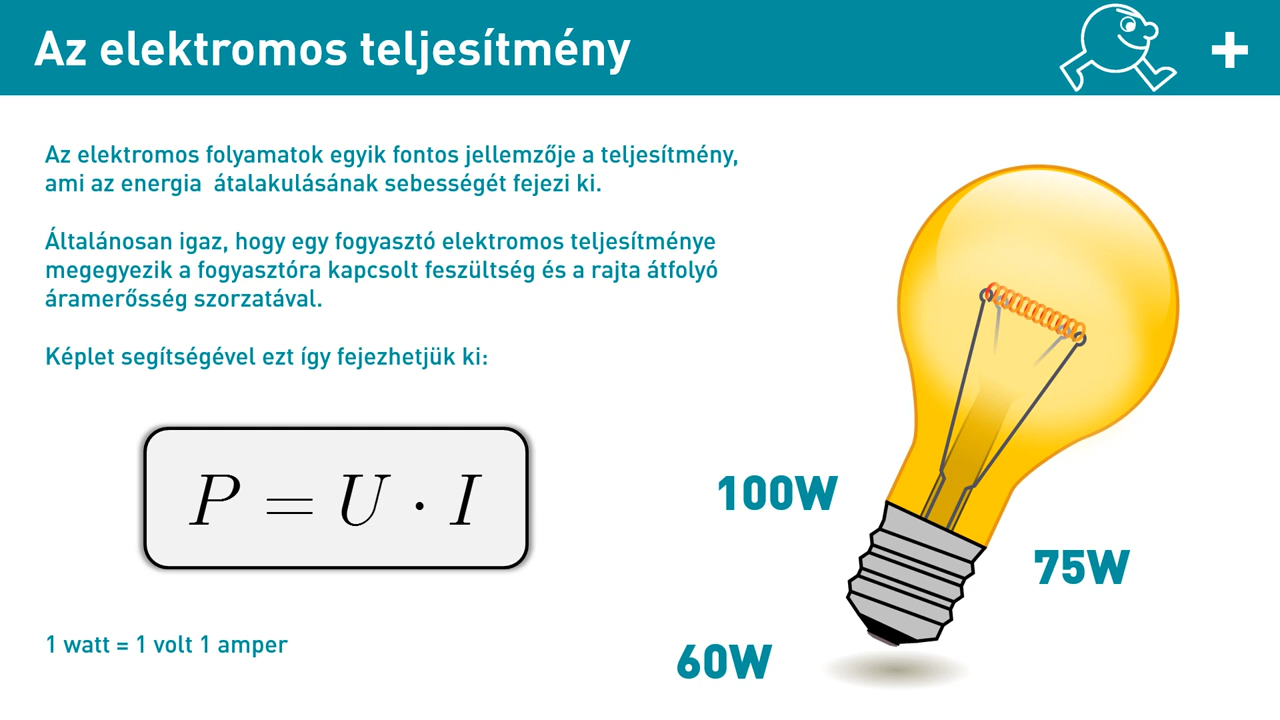 Az elektromos teljesítmény
+
Az elektromos folyamatok egyik fontos jellemzője a teljesítmény,
ami az energia  átalakulásának sebességét fejezi ki.
Általánosan igaz, hogy egy fogyasztó elektromos teljesítménye
megegyezik a fogyasztóra kapcsolt feszültség és a rajta átfolyó
áramerősség szorzatával.
Képlet segítségével ezt így fejezhetjük ki:
P = U · I
1 watt = 1 volt 1 amper
100W
75W
60W